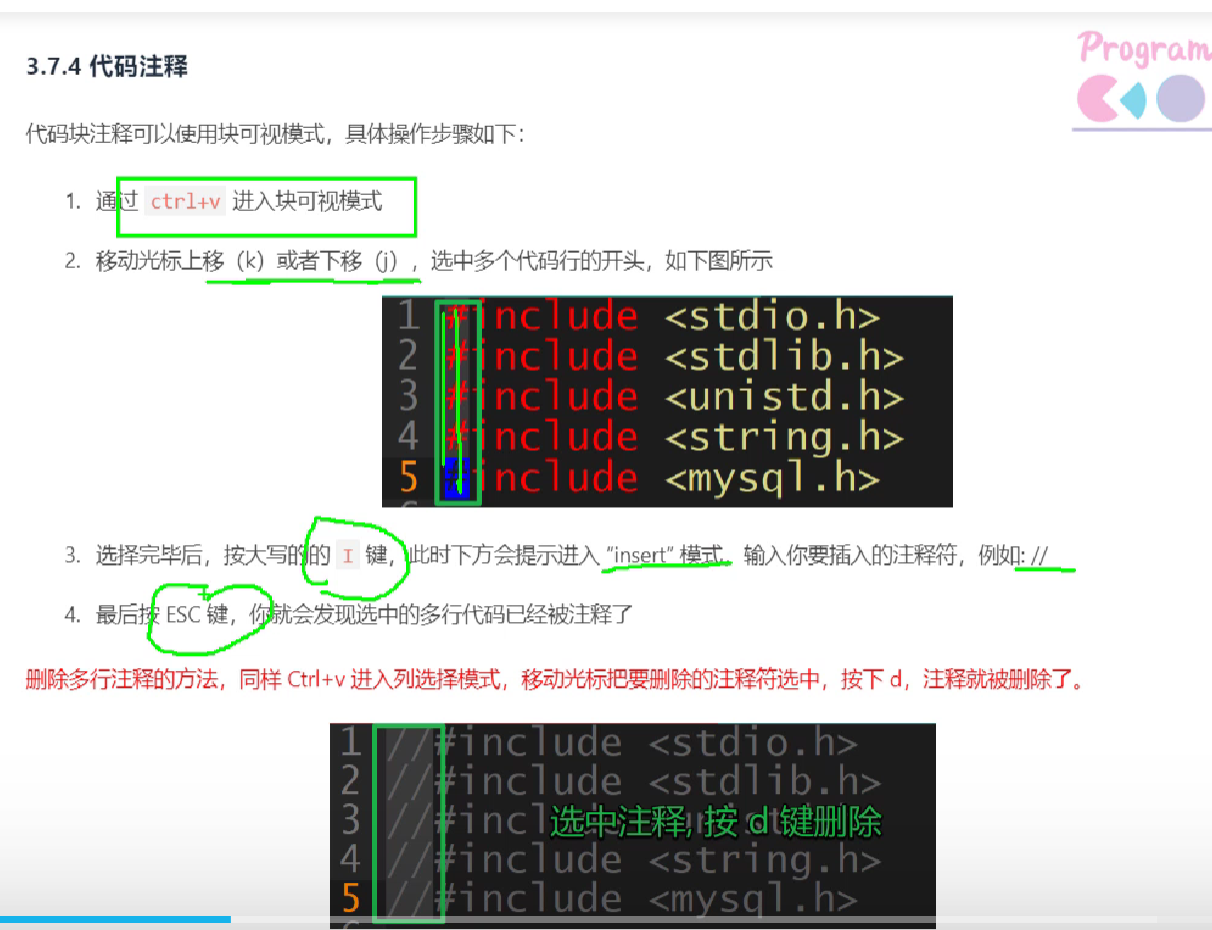 3.7.4 代码注释
Program
代码块注释可以使用块可视模式，具体操作步骤如下：
1. 通过 ctrl+v 进入块可视模式
2. 移动光标上移（k）或者下移（j），选中多个代码行的开头，如下图所示
1 #include <stdio.h>
2 #include <stdlib.h>
3 #include <unistd.h>
4 #include <string.h>
5 #include <mysql.h>
3. 选择完毕后，按大写的的 I 键，此时下方会提示进入 “insert” 模式，输入你要插入的注释符，例如: //
4. 最后按 ESC 键，你就会发现选中的多行代码已经被注释了
删除多行注释的方法，同样 Ctrl+v 进入列选择模式，移动光标把要删除的注释符选中，按下 d，注释就被删除了。
1 //#include <stdio.h>
2 //#include <stdlib.h>
3 //#incl
选中注释, 按 d 键删除
4 //#include <string.h>
5 //#include <mysql.h>